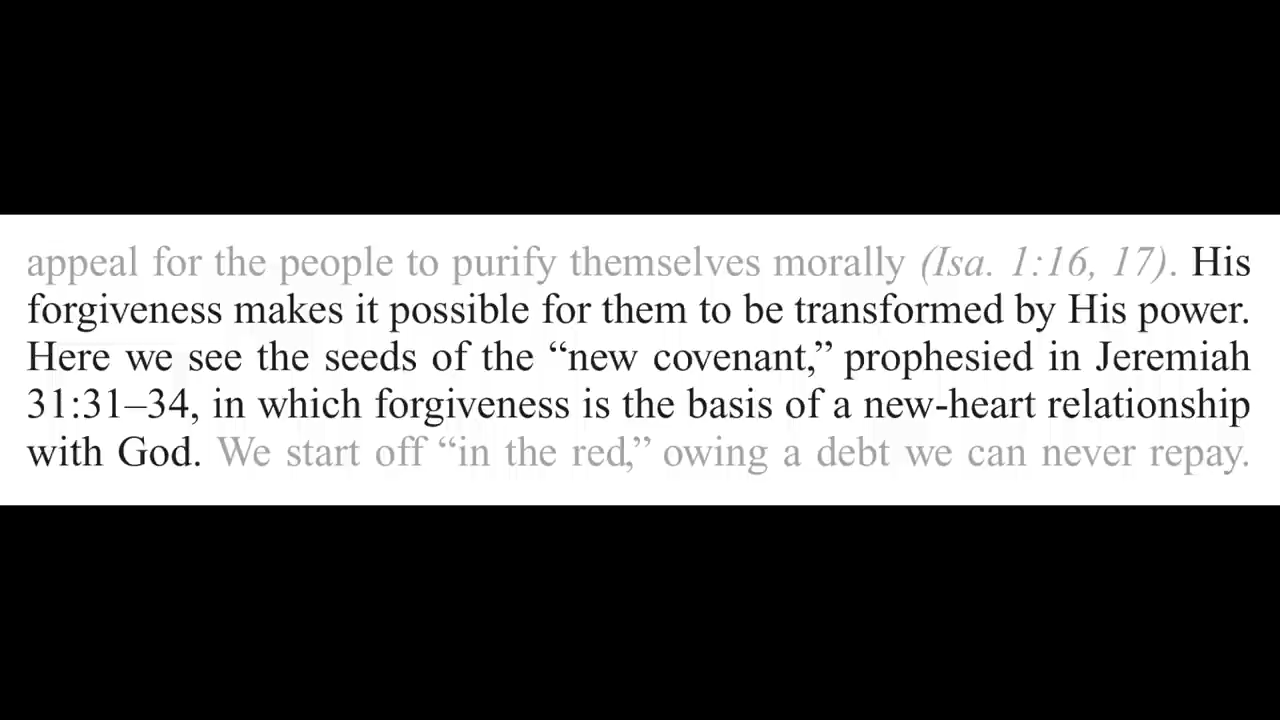 appeal for the people to purify themselves morally (Isa. 1:16, 17). His
forgiveness makes it possible for them to be transformed by His power.
Here we see the seeds of the “new covenant,” prophesied in Jeremiah
31:31–34, in which forgiveness is the basis of a new-heart relationship
with God. We start off “in the red,” owing a debt we can never repay.